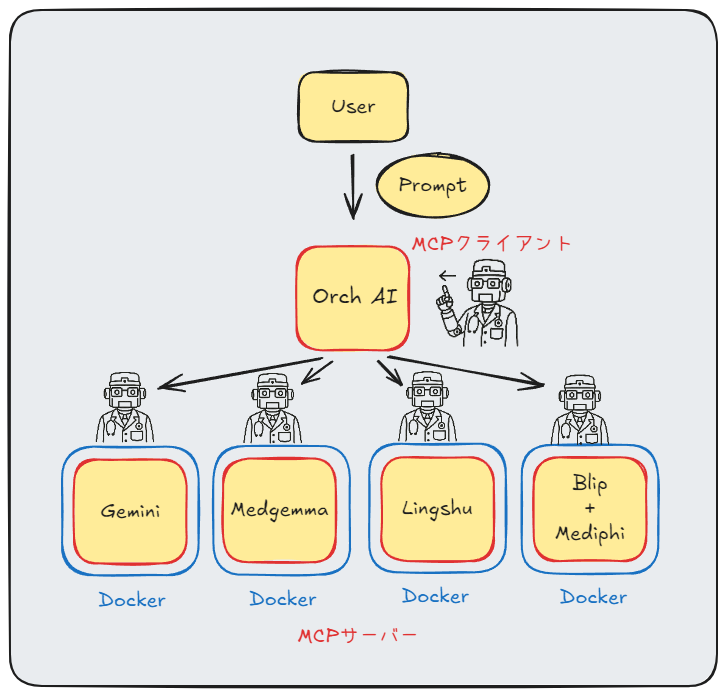 User
Prompt
MCPクライアント
Orch AI
Gemini
Medgemma
Lingshu
Blip
+
Mediphi
Docker
Docker
Docker
Docker
MCPサーバー